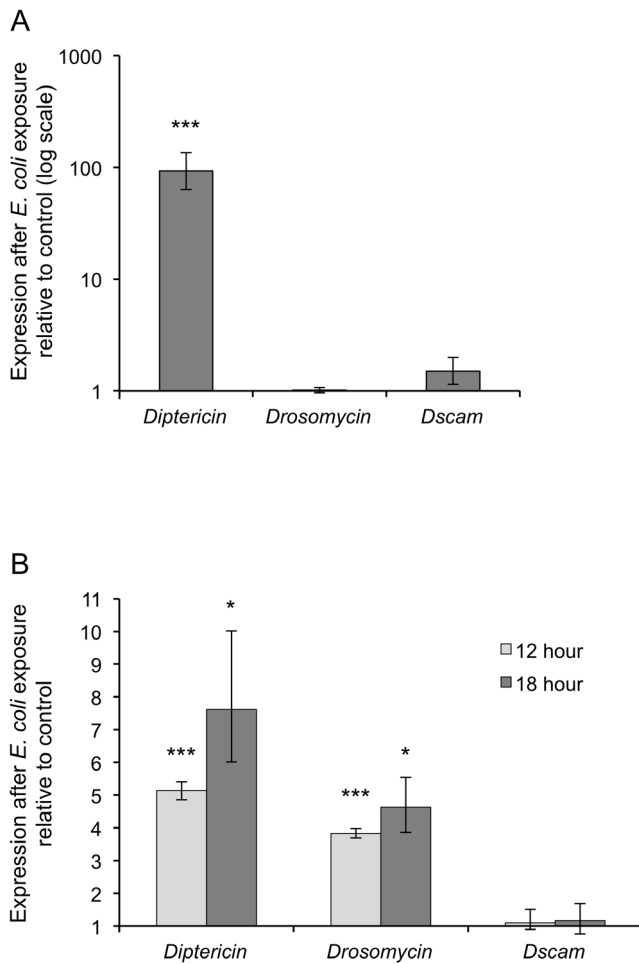 A
Expression after E. coli exposure
relative to control (log scale)
1000
100
10
1
***
Diptericin
Drosomycin
Dscam
B
Expression after E. coli exposure
relative to control
11
10
9
8
7
6
5
4
3
2
1
***
*
***
*
12 hour
18 hour
Diptericin
Drosomycin
Dscam